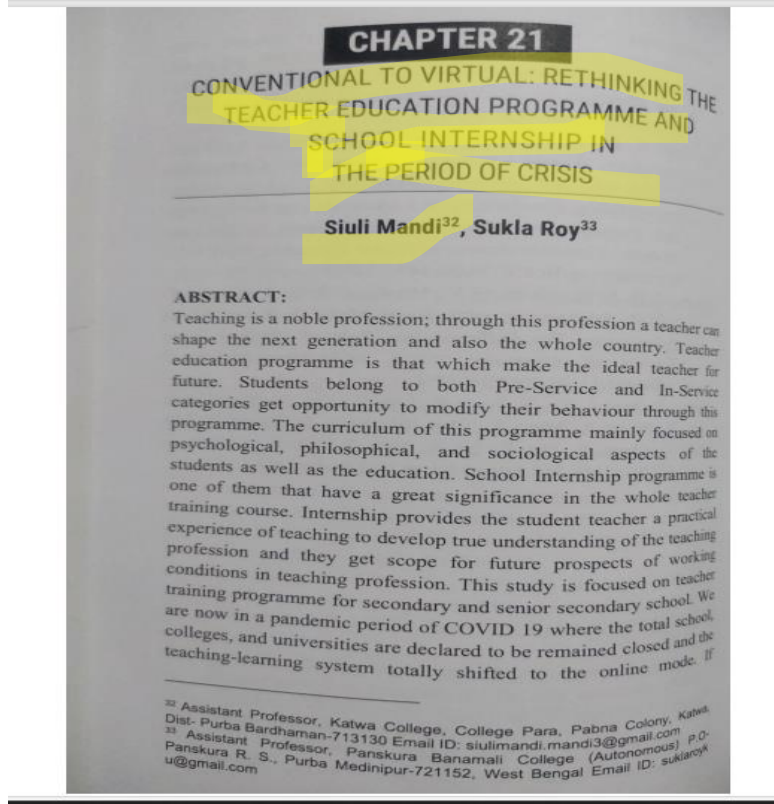 CHAPTER 21
CONVENTIONAL TO VIRTUAL: RETHINKING THE
TEACHER EDUCATION PROGRAMME AND
SCHOOL INTERNSHIP IN
THE PERIOD OF CRISIS
Siuli Mandi³², Sukla Roy³³
ABSTRACT:
Teaching is a noble profession; through this profession a teacher can
shape the next generation and also the whole country. Teacher
education programme is that which make the ideal teacher for
future. Students belong to both Pre-Service and In-Service
categories get opportunity to modify their behaviour through this
programme. The curriculum of this programme mainly focused on
psychological, philosophical, and sociological aspects of the
students as well as the education. School Internship programme is
one of them that have a great significance in the whole teacher
training course. Internship provides the student teacher a practical
experience of teaching to develop true understanding of the teaching
profession and they get scope for future prospects of working
conditions in teaching profession. This study is focused on teacher
training programme for secondary and senior secondary school. We
are now in a pandemic period of COVID 19 where the total school,
colleges, and universities are declared to be remained closed and the
teaching-learning system totally shifted to the online mode. If
³² Assistant Professor, Katwa College, College Para, Pabna Colony, Katwa,
Dist- Purba Bardhaman-713130 Email ID: siulimandi.mandi3@gmail.com
³³ Assistant Professor, Panskura Banamali College (Autonomous) P.O-
Panskura R. S., Purba Medinipur-721152, West Bengal Email ID: suklaroyk
u@gmail.com